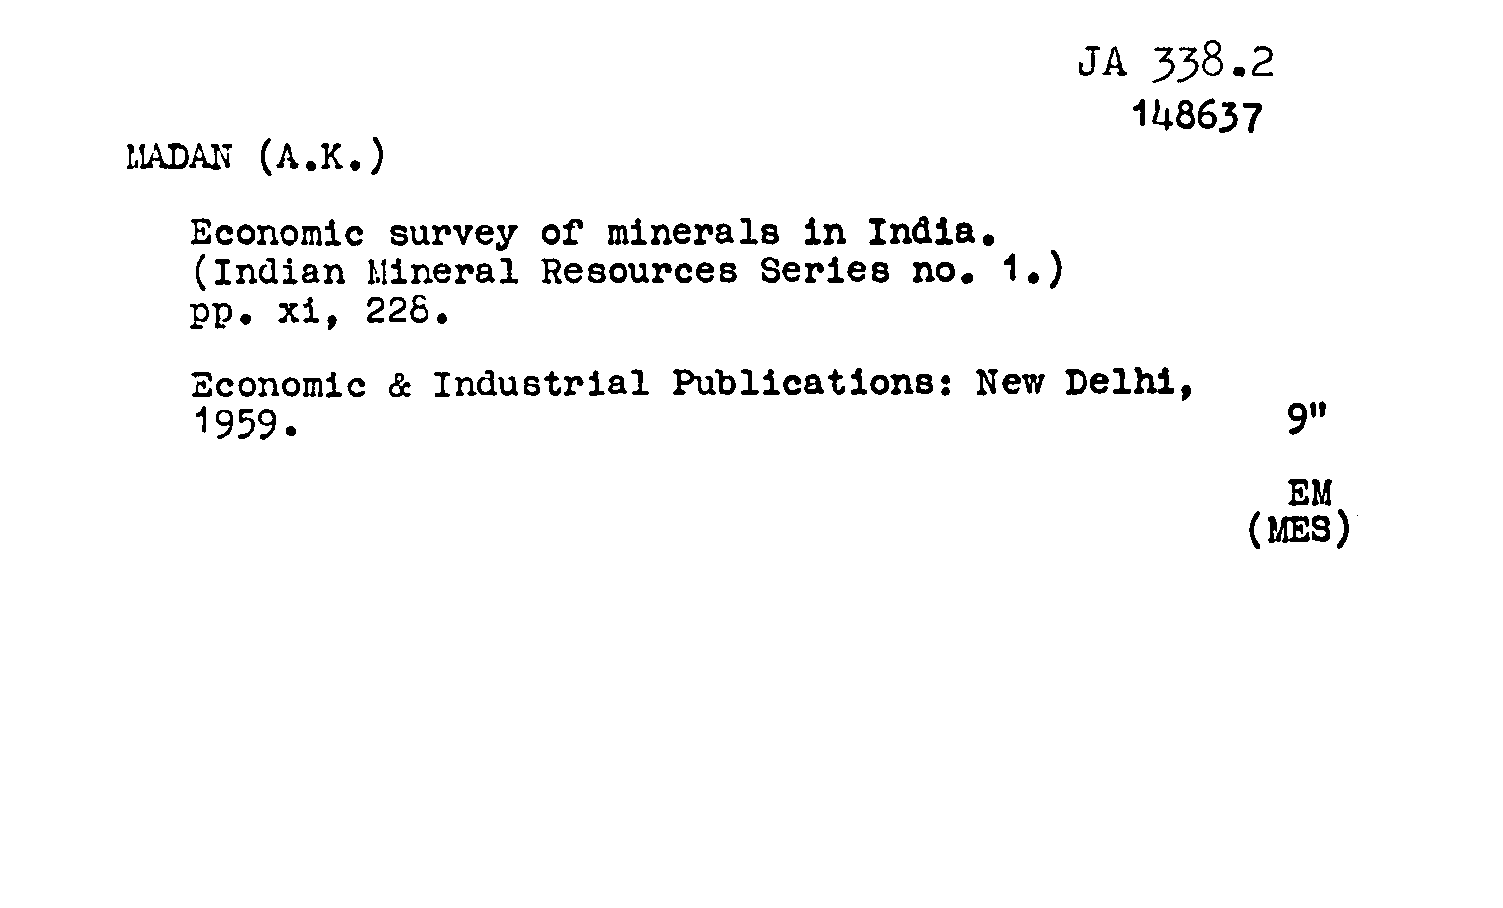 JA 338.2
148637
MADAN (A.K.)
Economic survey of minerals in India.
(Indian Mineral Resources Series no. 1.)
pp. xi, 228.
Economic & Industrial Publications: New Delhi,
1959.
9"
EM
(MES)